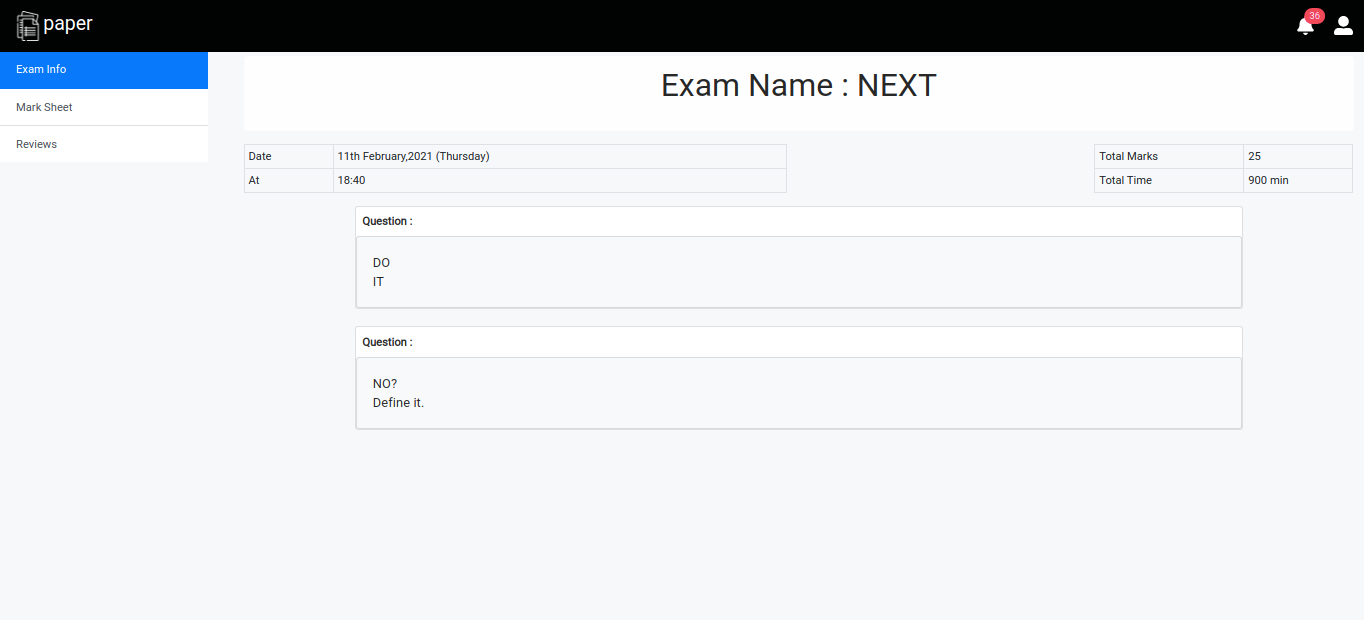 paper
36
Exam Info
Mark Sheet
Reviews
Exam Name : NEXT
Date 11th February,2021 (Thursday)
At 18:40
Total Marks 25
Total Time 900 min
Question :
DO
IT
Question :
NO?
Define it.